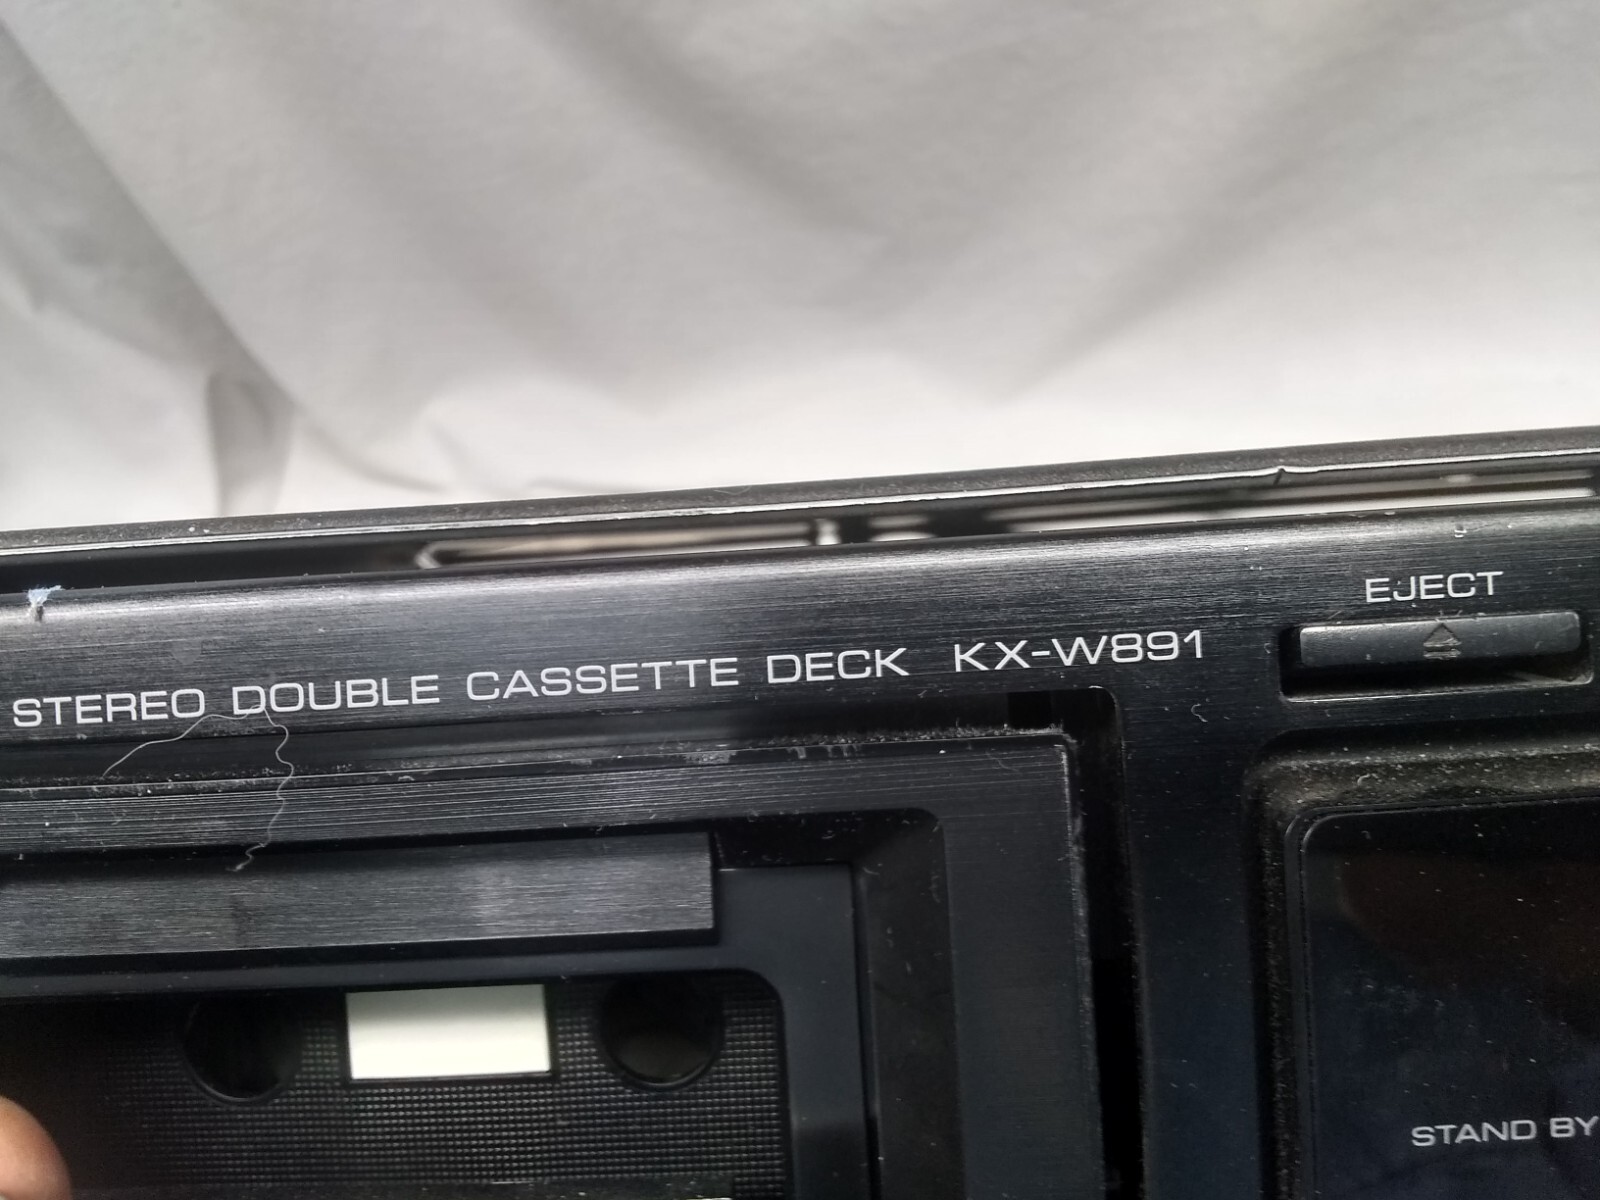 EJECT
STEREO DOUBLE CASSETTE DECK KX-W891
STAND BY